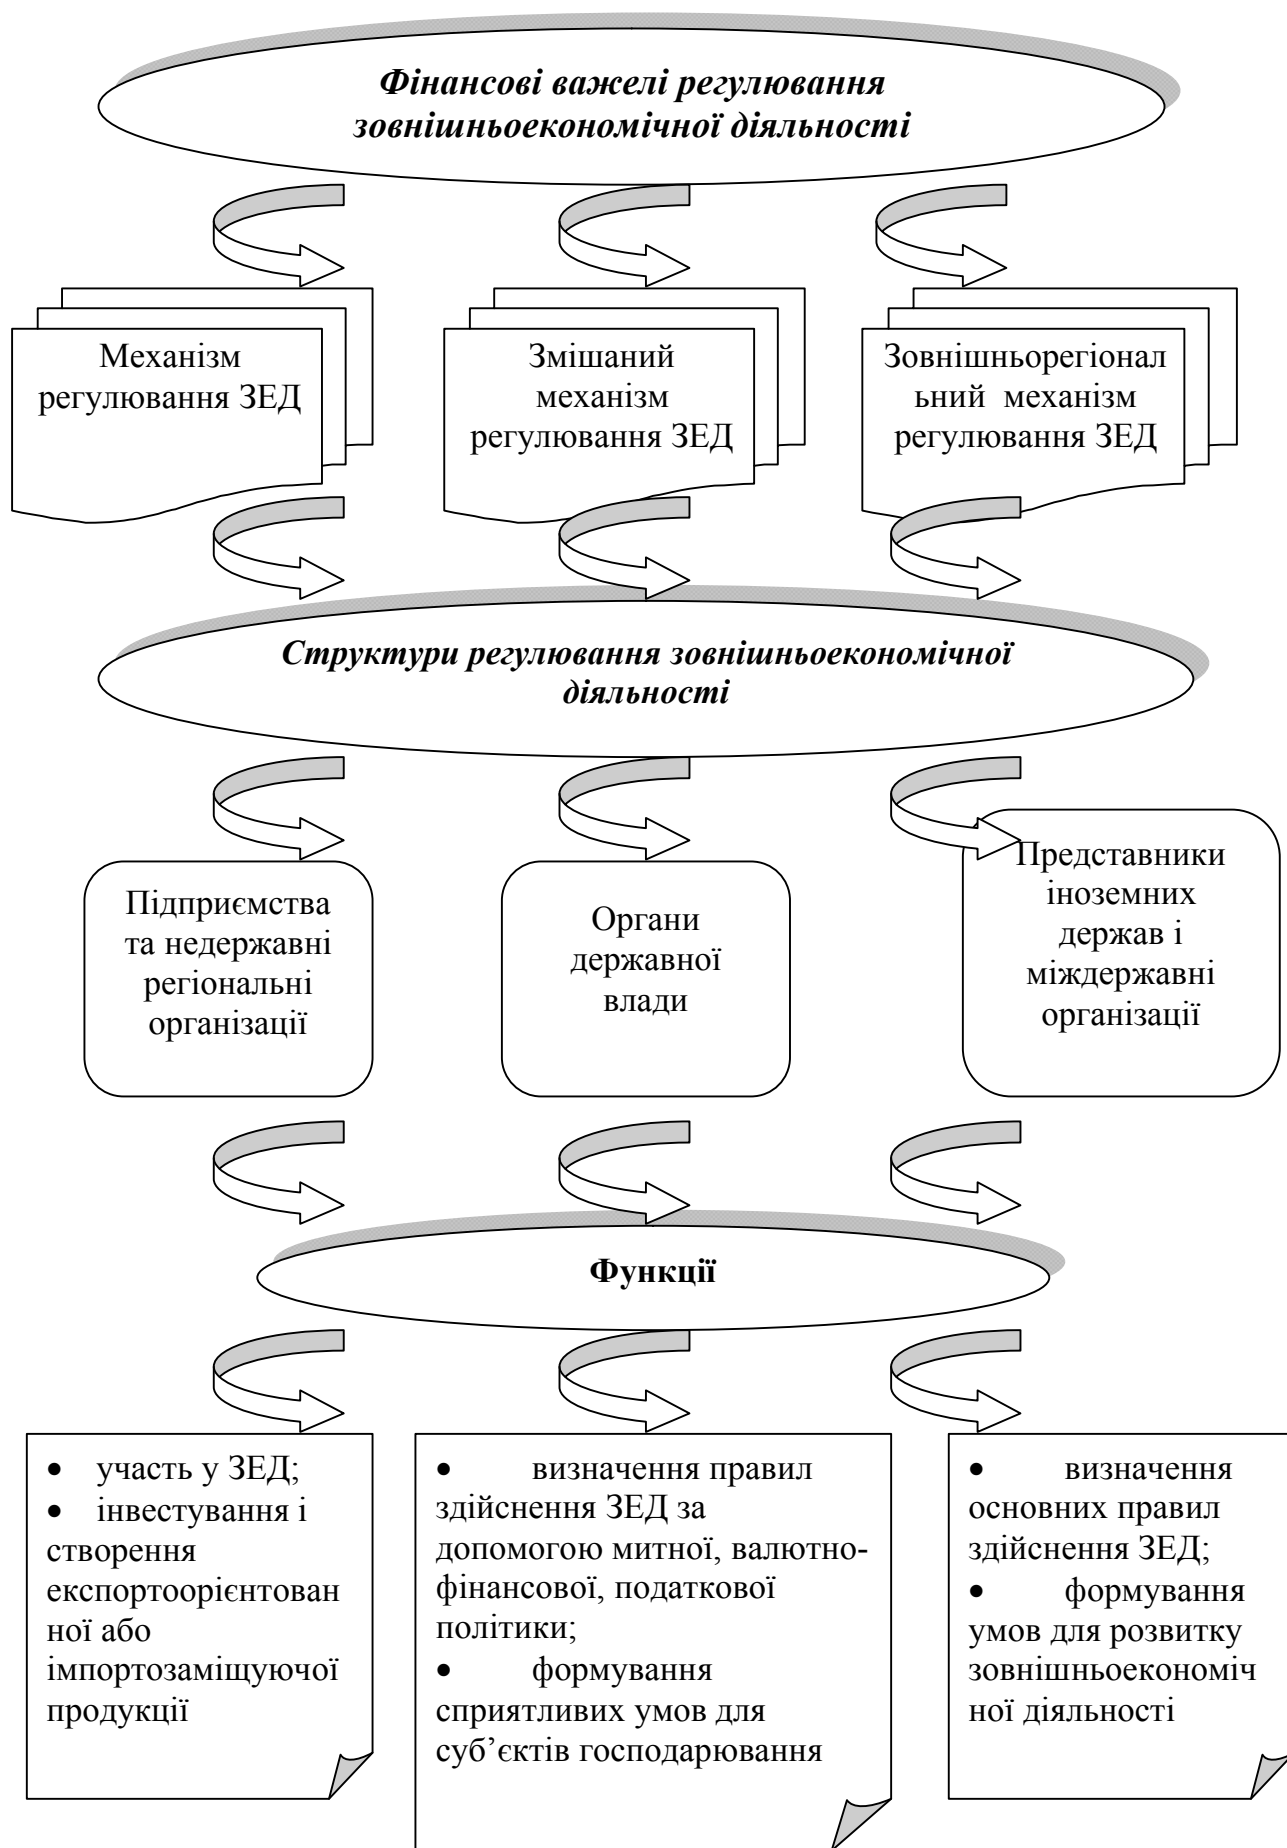 Фінансові важелі регулювання
зовнішньоекономічної діяльності
Механізм
регулювання ЗЕД
Змішаний
механізм
регулювання ЗЕД
Зовнішньорегіонал
ьний механізм
регулювання ЗЕД
Структури регулювання зовнішньоекономічної
діяльності
Підприємства
та недержавні
регіональні
організації
Органи
державної
влади
Представники
іноземних
держав і
міждержавні
організації
Функції
• участь у ЗЕД;
• інвестування і
створення
експортоорієнтован
ної або
імпортозаміщуючої
продукції
• визначення правил
здійснення ЗЕД за
допомогою митної, валютно-
фінансової, податкової
політики;
• формування
сприятливих умов для
суб’єктів господарювання
• визначення
основних правил
здійснення ЗЕД;
• формування
умов для розвитку
зовнішньоекономіч
ної діяльності